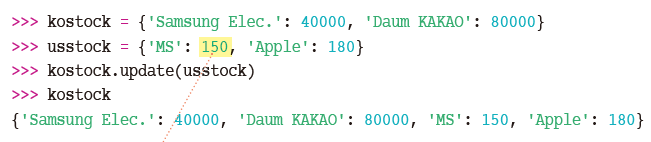 >>> kostock = {'Samsung Elec.': 40000, 'Daum KAKAO': 80000}
>>> usstock = {'MS': 150, 'Apple': 180}
>>> kostock.update(usstock)
>>> kostock
{'Samsung Elec.': 40000, 'Daum KAKAO': 80000, 'MS': 150, 'Apple': 180}